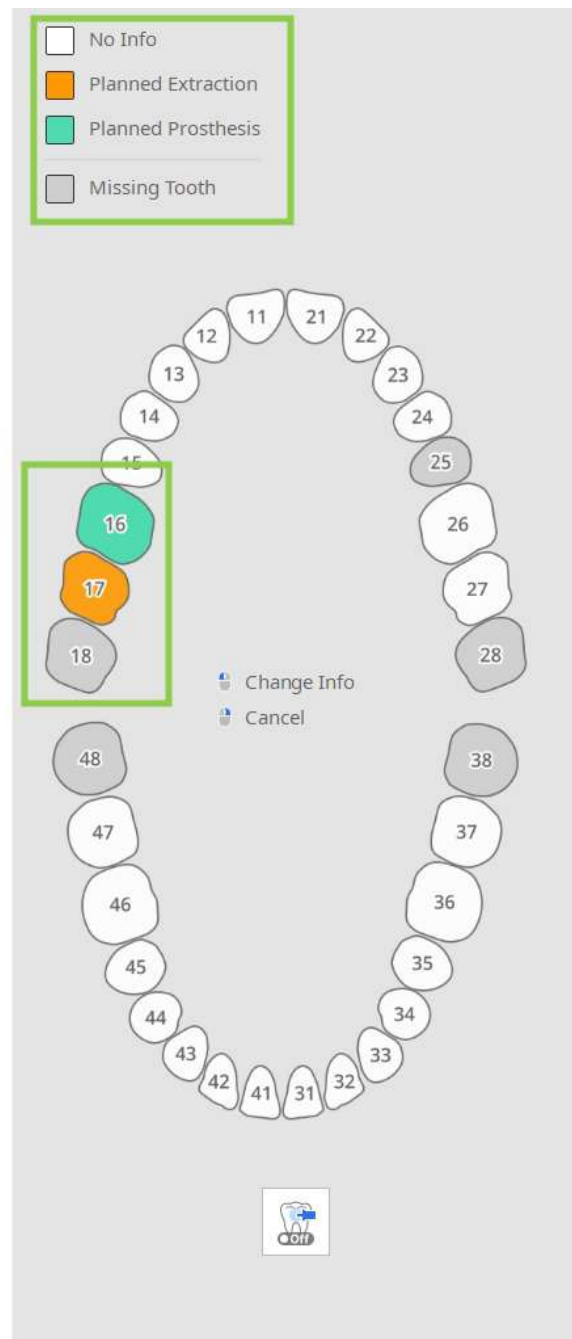 No Info
Planned Extraction
Planned Prosthesis
Missing Tooth
11 21
12 22
13 23
14 24
15 25
16 26
17 27
18 28
Change Info
Cancel
48 38
47 37
46 36
45 35
44 34
43 33
42 41 31 32
Off